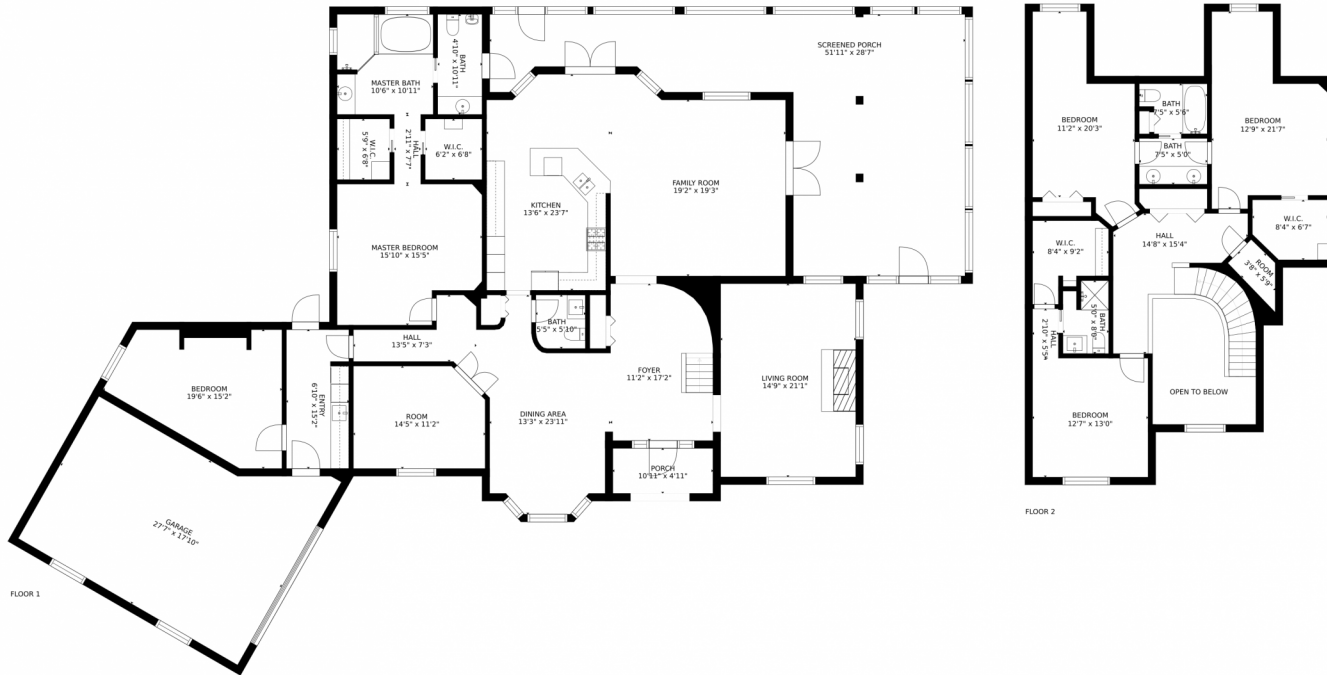 SCREENED PORCH
51'11" x 28'7"
BATH
4'10" x 10'11"
MASTER BATH
10'6" x 10'11"
W.I.C.
5'9" x 6'8"
HALL
2'11" x 7'7"
W.I.C.
6'2" x 6'8"
FAMILY ROOM
19'2" x 19'3"
KITCHEN
13'6" x 23'7"
MASTER BEDROOM
15'10" x 15'5"
BATH
5'5" x 5'10"
HALL
13'5" x 7'3"
FOYER
11'2" x 17'2"
LIVING ROOM
14'9" x 21'1"
BEDROOM
19'6" x 15'2"
ENTRY
6'10" x 15'2"
ROOM
14'5" x 11'2"
DINING AREA
13'3" x 23'11"
PORCH
10'11" x 4'11"
GARAGE
27'7" x 17'10"
FLOOR 1
BEDROOM
11'2" x 20'3"
BATH
7'5" x 5'6"
BEDROOM
12'9" x 21'7"
BATH
7'5" x 5'0"
W.I.C.
8'4" x 6'7"
HALL
14'8" x 15'4"
W.I.C.
8'4" x 9'2"
ROOM
3'8" x 5'9"
BATH
5'0" x 8'9"
HALL
2'10" x 5'5"
OPEN TO BELOW
BEDROOM
12'7" x 13'0"
FLOOR 2